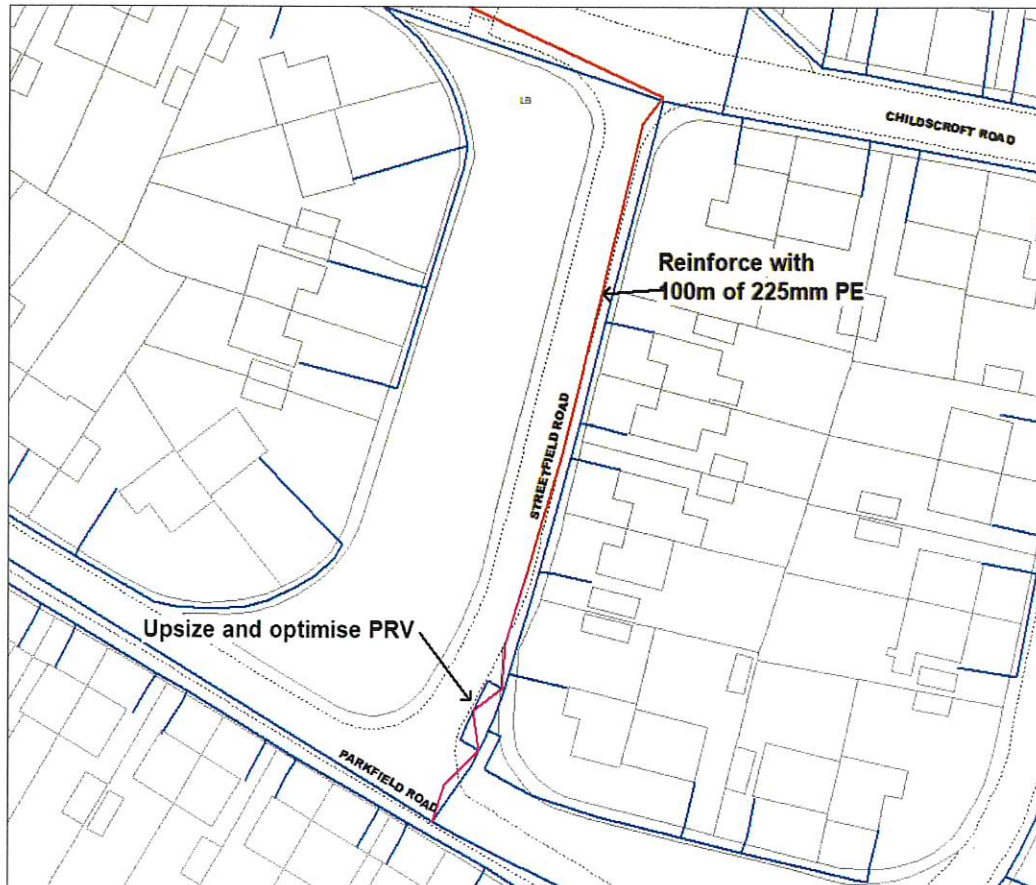 LB
CHILDSCROFT ROAD
Reinforce with
100m of 225mm PE
STREETFIELD ROAD
Upsize and optimise PRV
PARKFIELD ROAD